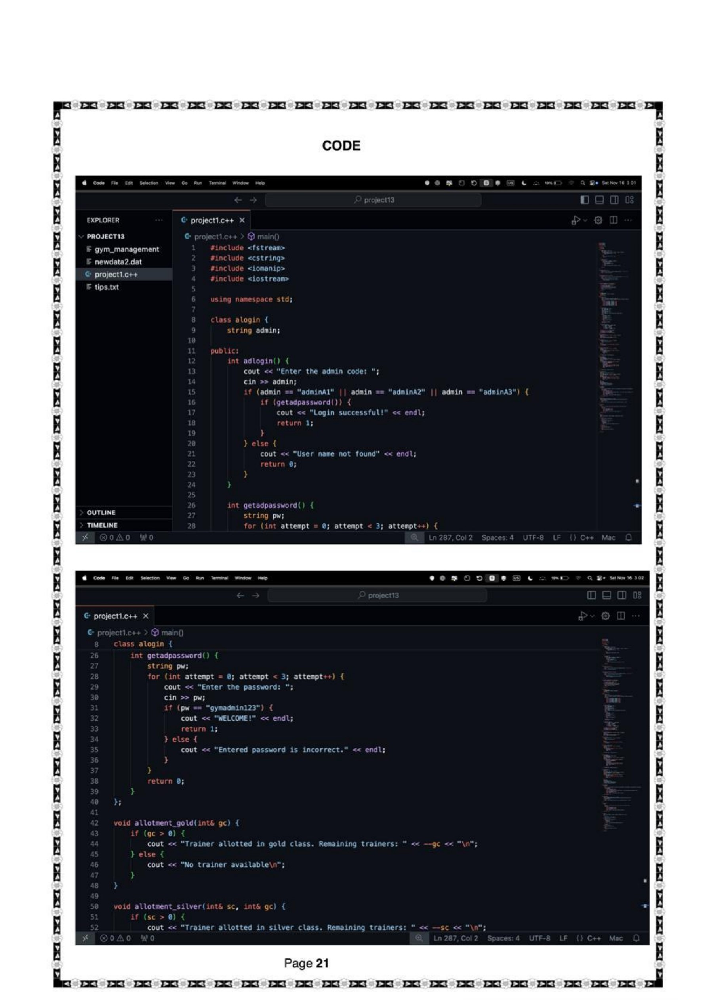 CODE
Code File Edit Selection View Go Run Terminal Window Help US 19% Sat Nov 16 3 01
project13
EXPLORER
project1.c++
PROJECT13
project1.c++ > main()
gym_management
newdata2.dat
project1.c++
tips.txt
1 #include <fstream>
2 #include <cstring>
3 #include <iomanip>
4 #include <iostream>
5
6 using namespace std;
7
8 class alogin {
9     string admin;
10
11 public:
12     int adlogin() {
13         cout << "Enter the admin code: ";
14         cin >> admin;
15         if (admin == "adminA1" || admin == "adminA2" || admin == "adminA3") {
16             if (getadpassword()) {
17                 cout << "Login successful!" << endl;
18                 return 1;
19             }
20         } else {
21             cout << "User name not found" << endl;
22             return 0;
23         }
24     }
25
26     int getadpassword() {
27         string pw;
28         for (int attempt = 0; attempt < 3; attempt++) {
OUTLINE
TIMELINE
0 0 0 Ln 287, Col 2 Spaces: 4 UTF-8 LF {} C++ Mac
Code File Edit Selection View Go Run Terminal Window Help US 19% Sat Nov 16 3 02
project13
project1.c++
project1.c++ > main()
8 class alogin {
26     int getadpassword() {
27         string pw;
28         for (int attempt = 0; attempt < 3; attempt++) {
29             cout << "Enter the password: ";
30             cin >> pw;
31             if (pw == "gymadmin123") {
32                 cout << "WELCOME!" << endl;
33                 return 1;
34             } else {
35                 cout << "Entered password is incorrect." << endl;
36             }
37         }
38         return 0;
39     }
40 };
41
42 void allotment_gold(int& gc) {
43     if (gc > 0) {
44         cout << "Trainer allotted in gold class. Remaining trainers: " << --gc << "\n";
45     } else {
46         cout << "No trainer available\n";
47     }
48 }
49
50 void allotment_silver(int& sc, int& gc) {
51     if (sc > 0) {
52         cout << "Trainer allotted in silver class. Remaining trainers: " << --sc << "\n";
0 0 0 Ln 287, Col 2 Spaces: 4 UTF-8 LF {} C++ Mac
Page 21